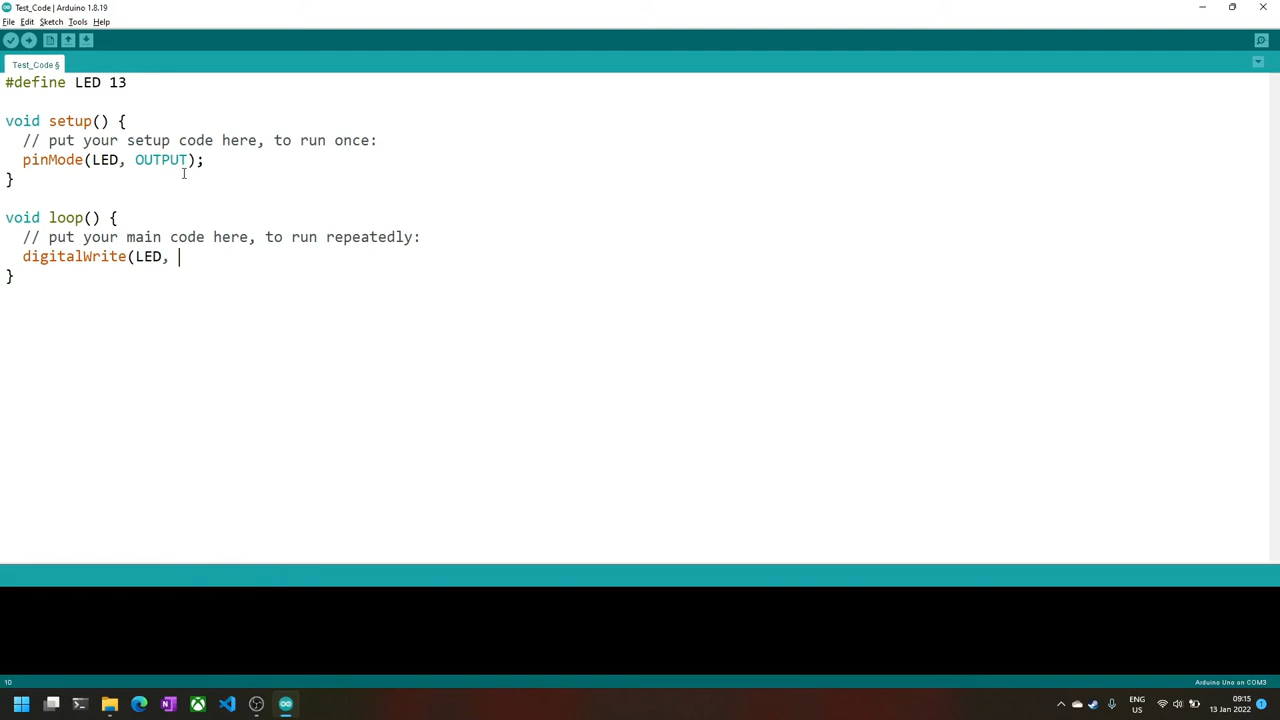 Test_Code | Arduino 1.8.19
File Edit Sketch Tools Help
Test_Code §
#define LED 13
void setup() {
// put your setup code here, to run once:
pinMode(LED, OUTPUT);
}
void loop() {
// put your main code here, to run repeatedly:
digitalWrite(LED,
}
10
Arduino Uno on COM3
ENG
US
09:15
13 Jan 2022